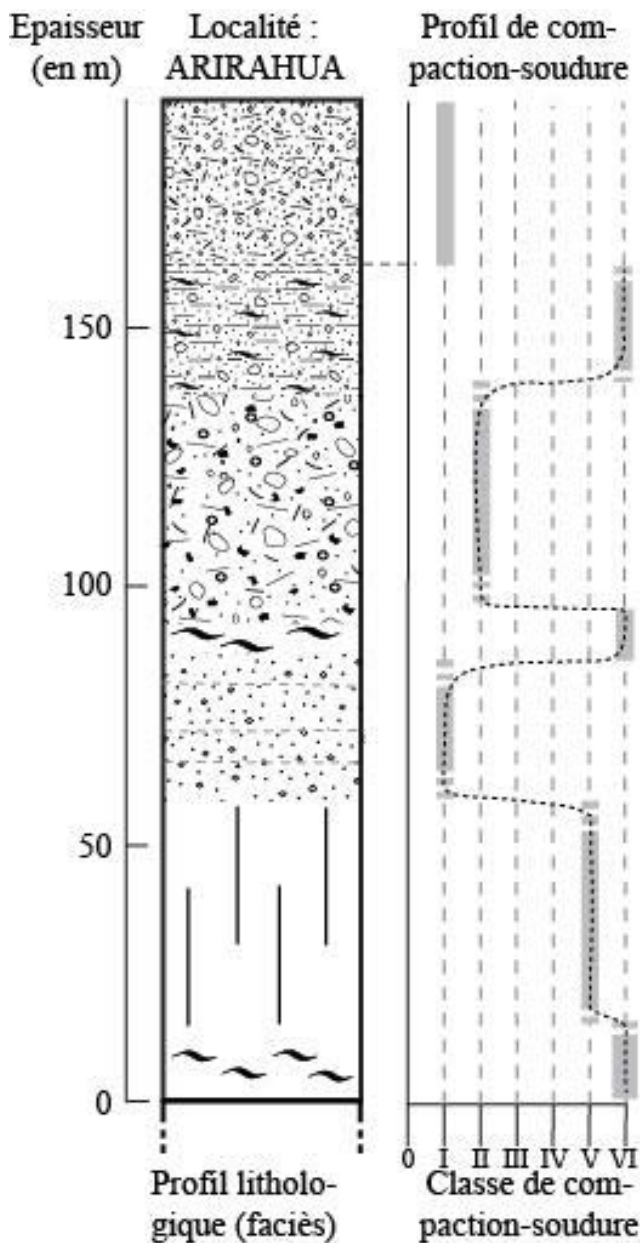 Epaisseur
(en m)
Localité :
ARIRAHUA
Profil de com-
paction-soudure
150
100
50
0
0 I II III IV V VI
Profil litholo-
gique (faciès)
Classe de com-
paction-soudure